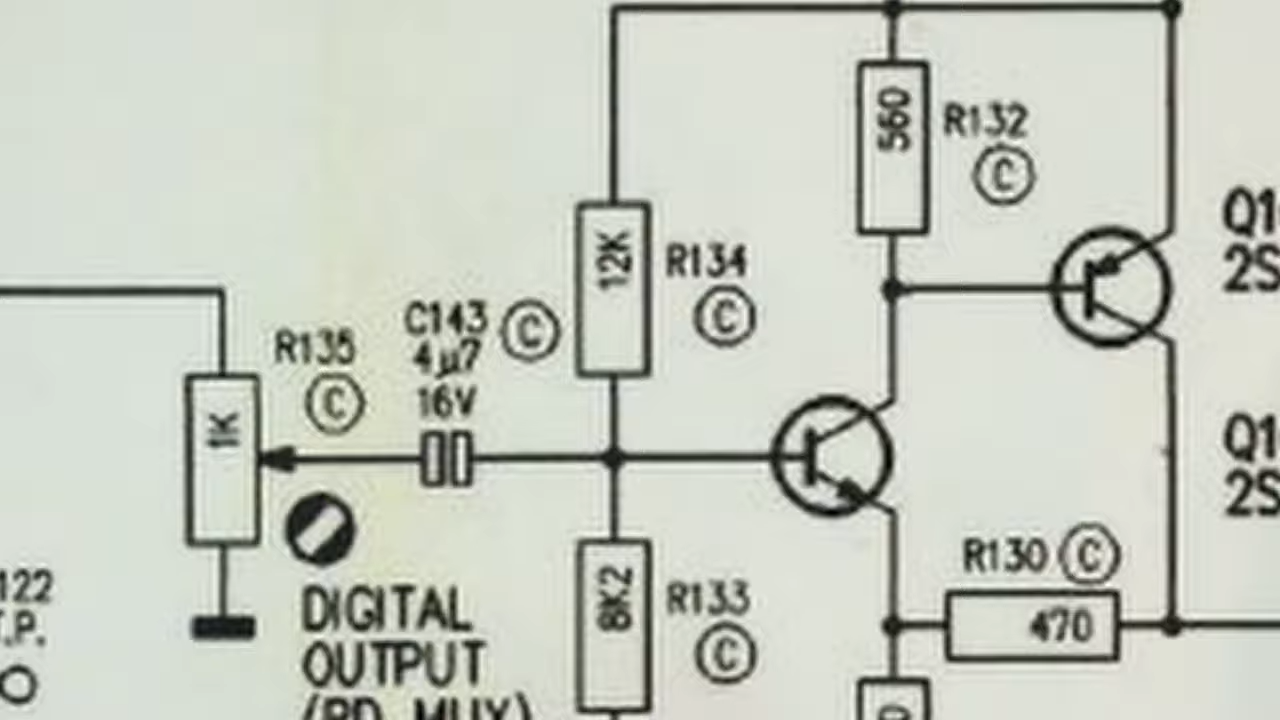 560
R132
C
Q1
2S
12K
R134
C
C143
4µ7
16V
C
R135
C
1K
Q1
2S
R130 C
470
8K2
R133
C
122
T.P.
DIGITAL
OUTPUT
(RD MUX)
0